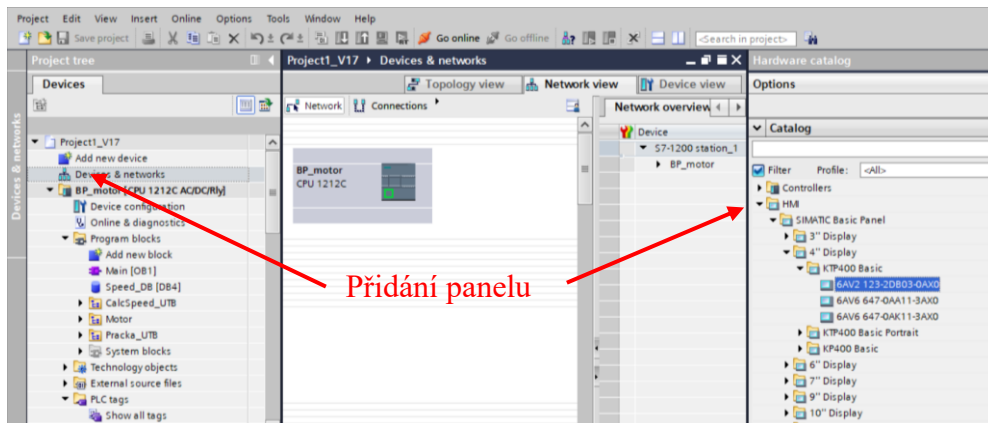 Project Edit View Insert Online Options Tools Window Help
Save project Go online Go offline <Search in project>
Project tree
Devices
Devices & networks
Project1_V17
Add new device
Devices & networks
BP_motor [CPU 1212C AC/DC/Rly]
Device configuration
Online & diagnostics
Program blocks
Add new block
Main [OB1]
Speed_DB [DB4]
CalcSpeed_UTB
Motor
Pracka_UTB
System blocks
Technology objects
External source files
PLC tags
Show all tags
Project1_V17 Devices & networks
Topology view Network view Device view
Network Connections
BP_motor
CPU 1212C
Network overview
Device
S7-1200 station_1
BP_motor
Přidání panelu
Hardware catalog
Options
Catalog
Filter Profile: <All>
Controllers
HMI
SIMATIC Basic Panel
3'' Display
4'' Display
KTP400 Basic
6AV2 123-2DB03-0AX0
6AV6 647-0AA11-3AX0
6AV6 647-0AK11-3AX0
KTP400 Basic Portrait
KP400 Basic
6'' Display
7'' Display
9'' Display
10'' Display